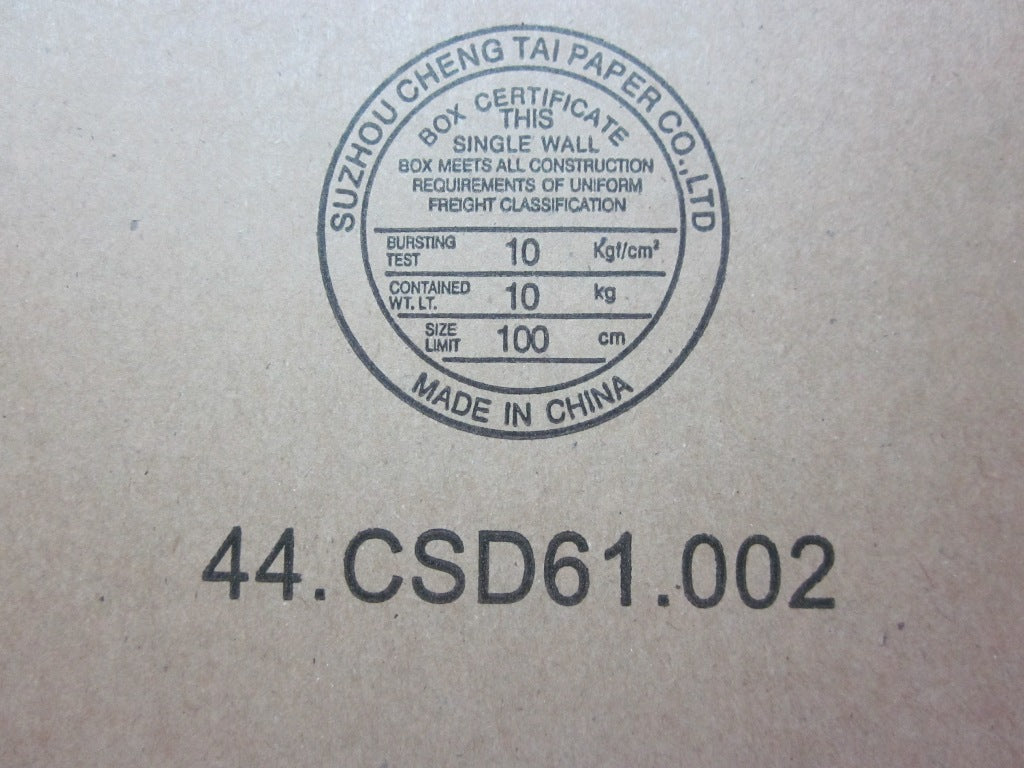 SUZHOU CHENG TAI PAPER CO.,LTD
BOX CERTIFICATE
THIS
SINGLE WALL
BOX MEETS ALL CONSTRUCTION
REQUIREMENTS OF UNIFORM
FREIGHT CLASSIFICATION
BURSTING TEST 10 Kgf/cm²
CONTAINED WT. LT. 10 kg
SIZE LIMIT 100 cm
MADE IN CHINA
44.CSD61.002